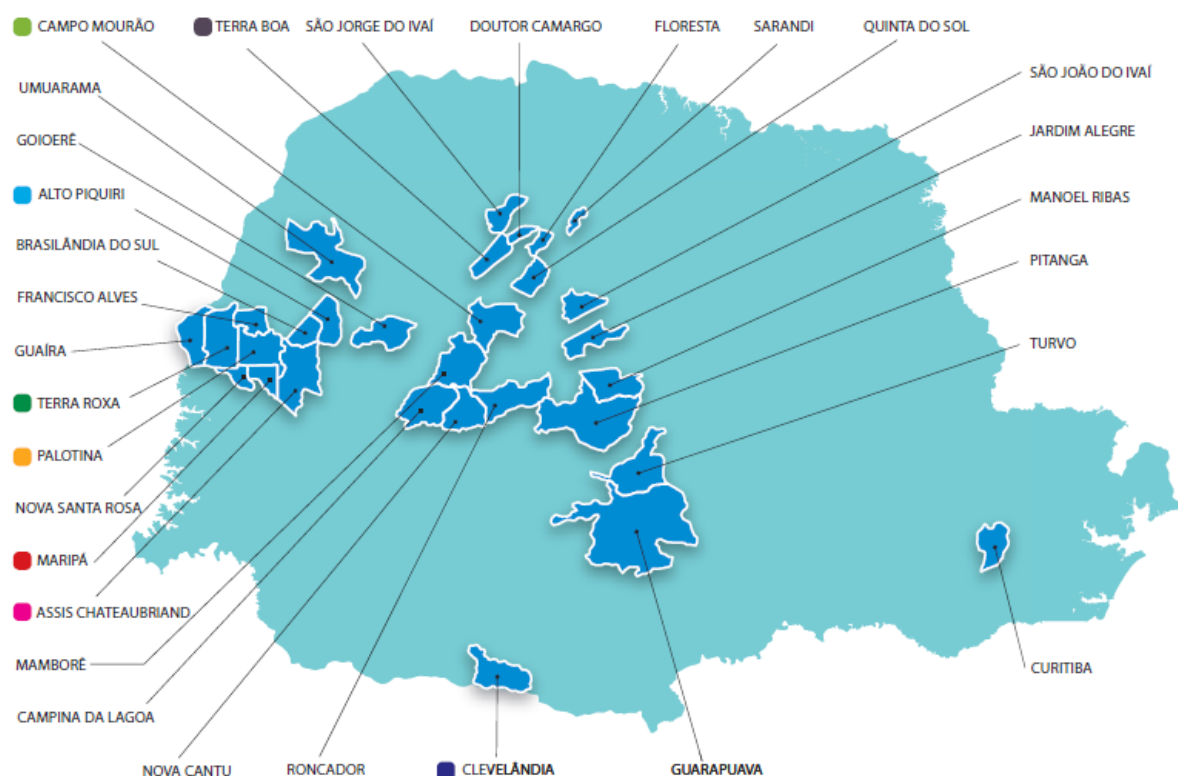 CAMPO MOURÃO
TERRA BOA
SÃO JORGE DO IVAÍ
DOUTOR CAMARGO
FLORESTA
SARANDI
QUINTA DO SOL
SÃO JOÃO DO IVAÍ
UMUARAMA
JARDIM ALEGRE
GOIOERÊ
ALTO PIQUIRI
MANOEL RIBAS
BRASILÂNDIA DO SUL
PITANGA
FRANCISCO ALVES
GUAÍRA
TURVO
TERRA ROXA
PALOTINA
NOVA SANTA ROSA
MARIPÁ
ASSIS CHATEAUBRIAND
MAMBORÊ
CURITIBA
CAMPINA DA LAGOA
NOVA CANTU
RONCADOR
CLEVELÂNDIA
GUARAPUAVA